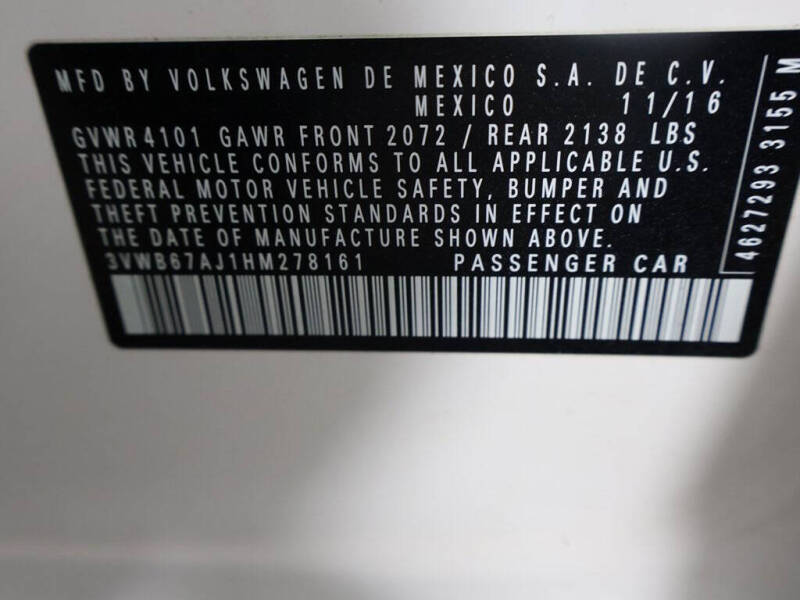 MFD BY VOLKSWAGEN DE MEXICO S.A. DE C.V.
MEXICO 11/16
GVWR 4101 GAWR FRONT 2072 / REAR 2138 LBS
THIS VEHICLE CONFORMS TO ALL APPLICABLE U.S.
FEDERAL MOTOR VEHICLE SAFETY, BUMPER AND
THEFT PREVENTION STANDARDS IN EFFECT ON
THE DATE OF MANUFACTURE SHOWN ABOVE.
3VWB67AJ1HM278161 PASSENGER CAR
4627293 3155 M